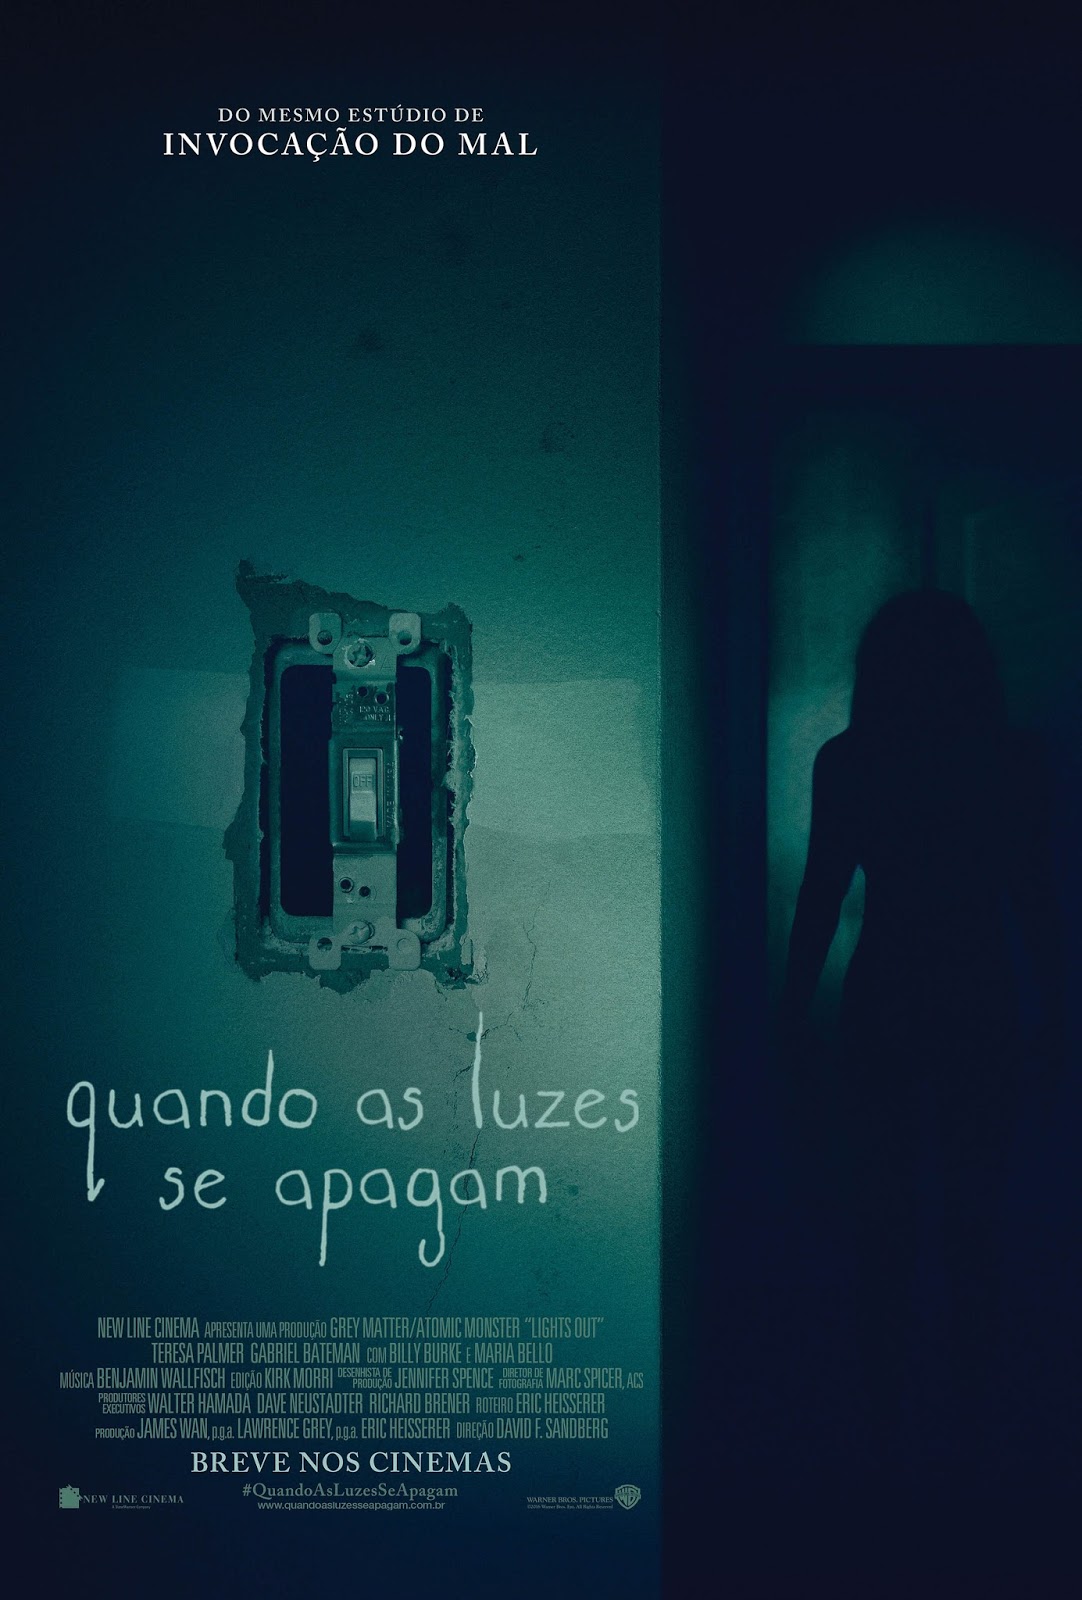 DO MESMO ESTÚDIO DE
INVOCAÇÃO DO MAL
OFF
quando as luzes
se apagam
NEW LINE CINEMA APRESENTA UMA PRODUÇÃO GREY MATTER/ATOMIC MONSTER "LIGHTS OUT"
TERESA PALMER GABRIEL BATEMAN COM BILLY BURKE E MARIA BELLO
MÚSICA BENJAMIN WALLFISCH EDIÇÃO KIRK MORRI DESENHISTA DE PRODUÇÃO JENNIFER SPENCE DIRETOR DE FOTOGRAFIA MARC SPICER, ACS
PRODUTORES EXECUTIVOS WALTER HAMADA DAVE NEUSTADTER RICHARD BRENER ROTEIRO ERIC HEISSERER
PRODUÇÃO JAMES WAN, p.g.a. LAWRENCE GREY, p.g.a. ERIC HEISSERER DIREÇÃO DAVID F. SANDBERG
BREVE NOS CINEMAS
#QuandoAsLuzesSeApagam
www.quandoasluzesseapagam.com.br
NEW LINE CINEMA
WARNER BROS. PICTURES